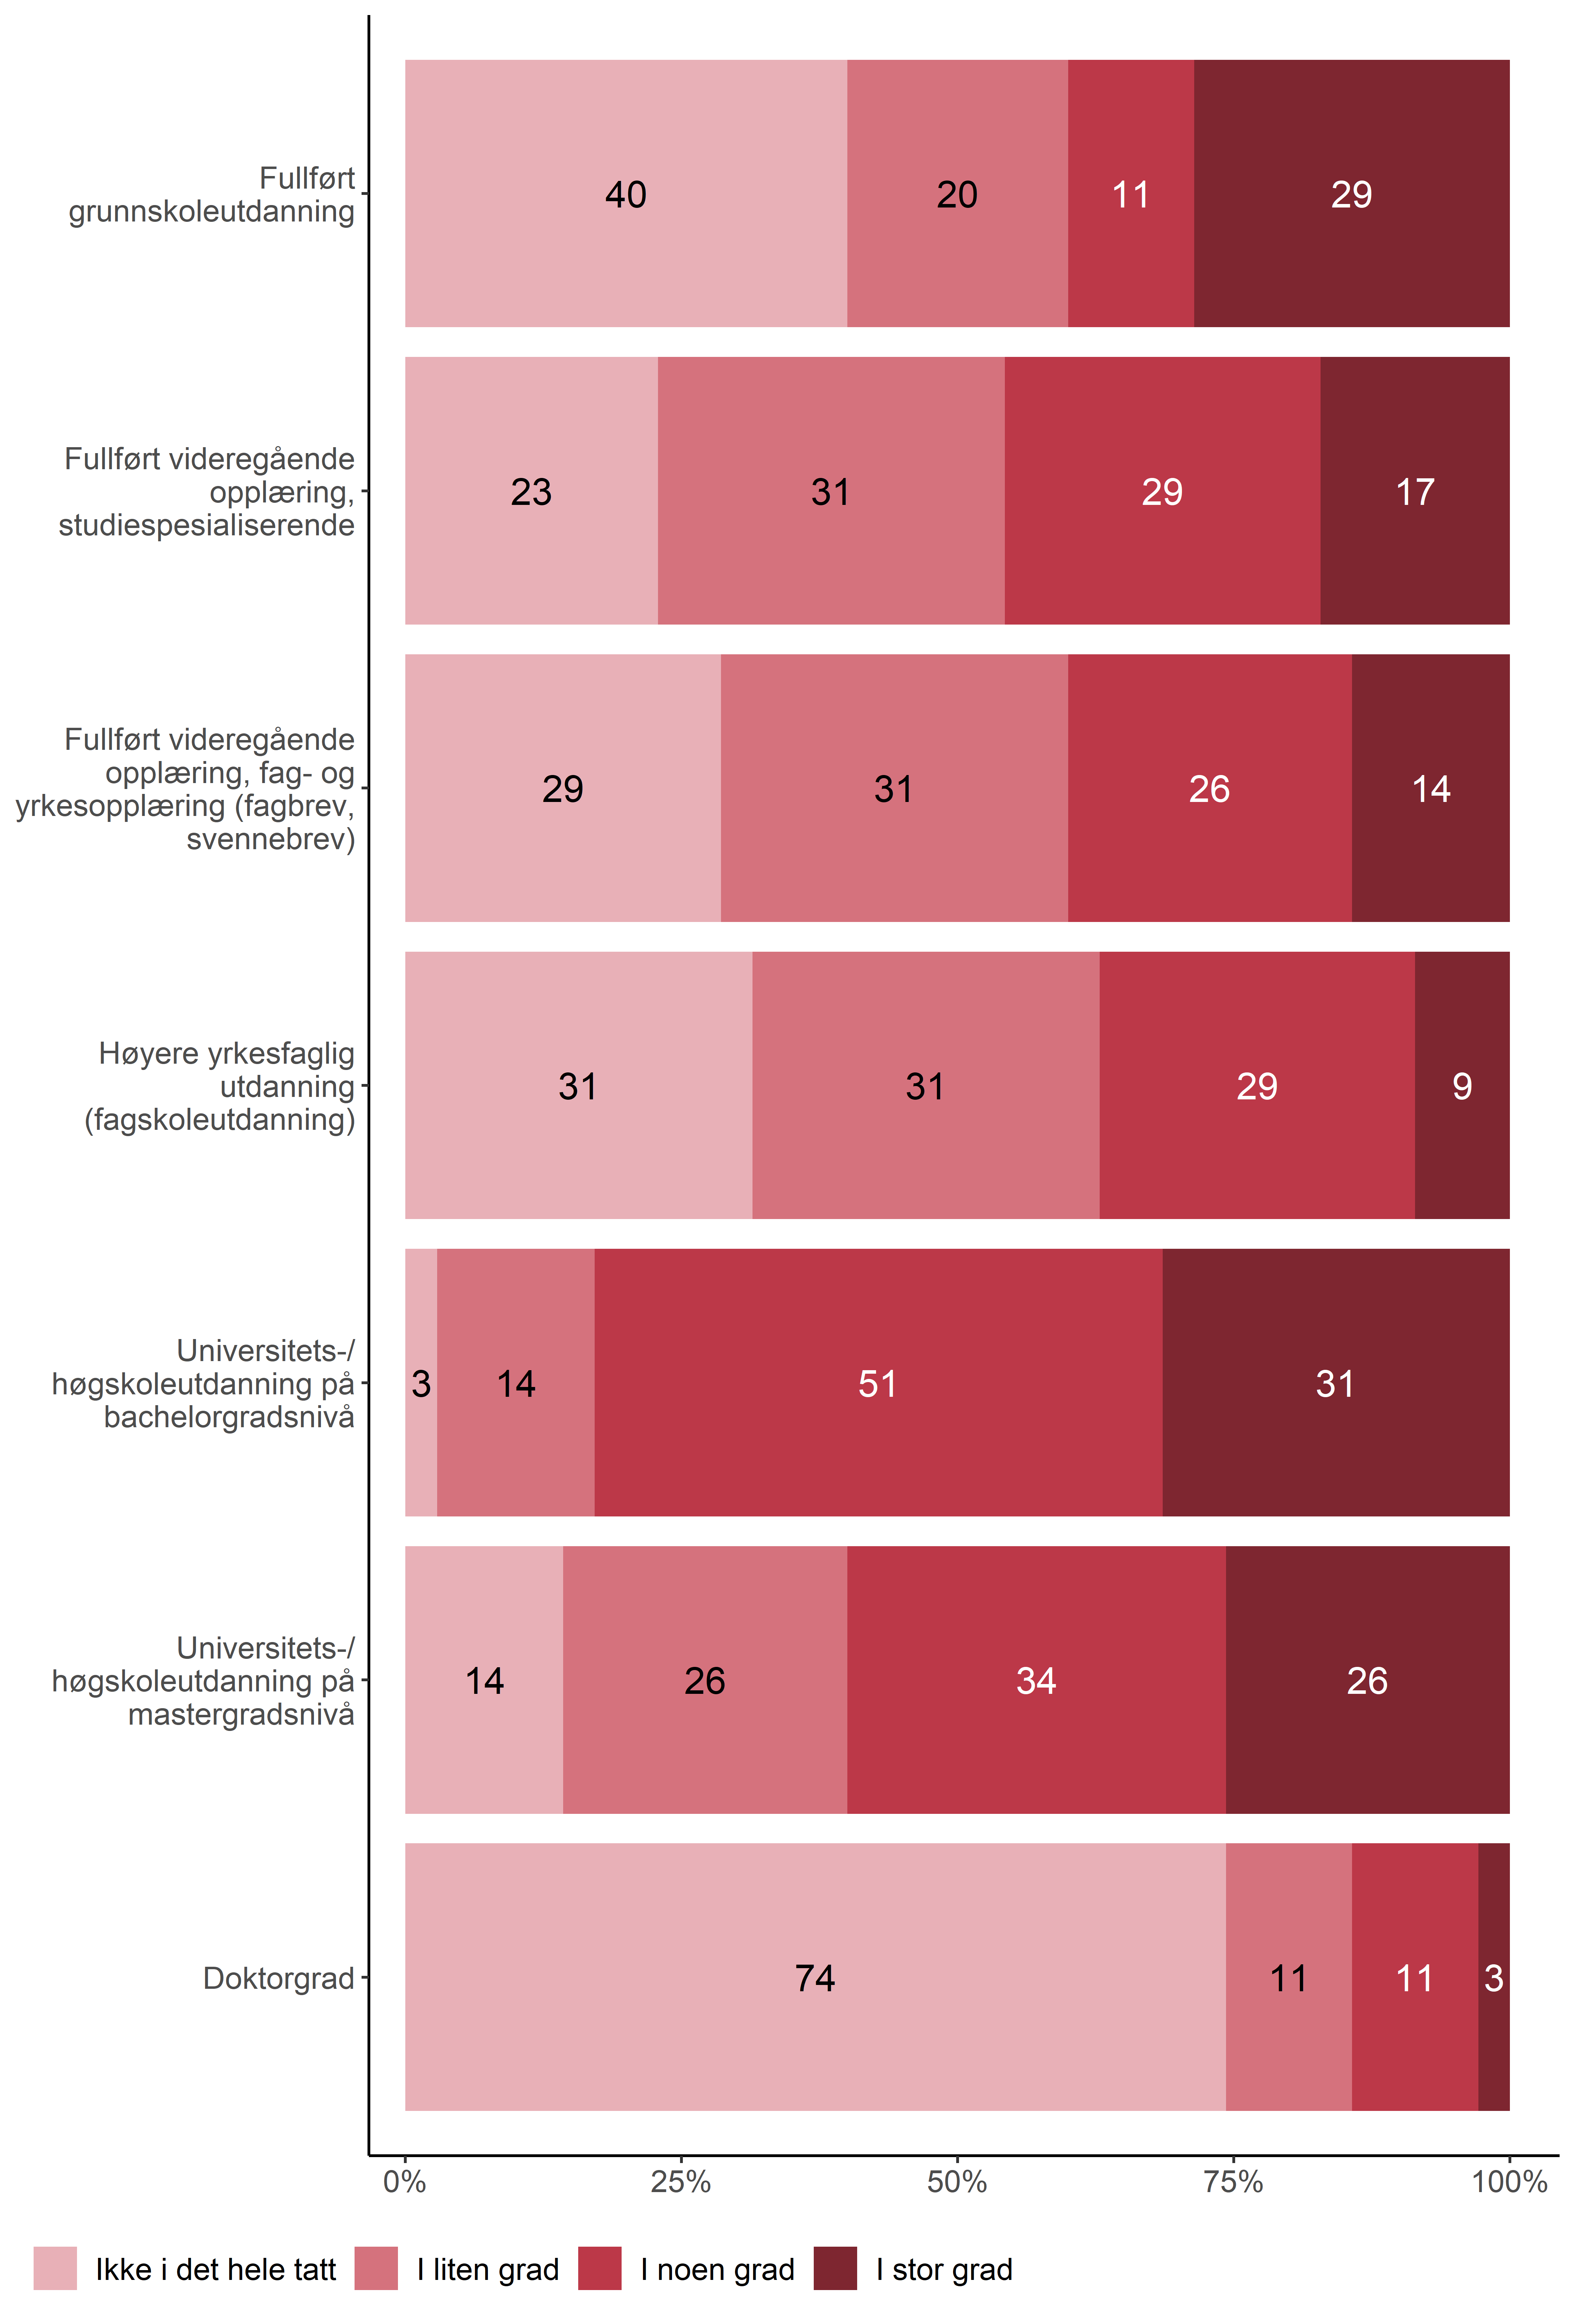 Fullført
grunnskoleutdanning
40 20 11 29
Fullført videregående
opplæring,
studiespesialiserende
23 31 29 17
Fullført videregående
opplæring, fag- og
yrkesopplæring (fagbrev,
svennebrev)
29 31 26 14
Høyere yrkesfaglig
utdanning
(fagskoleutdanning)
31 31 29 9
Universitets-/
høgskoleutdanning på
bachelorgradsnivå
3 14 51 31
Universitets-/
høgskoleutdanning på
mastergradsnivå
14 26 34 26
Doktorgrad
74 11 11 3
0% 25% 50% 75% 100%
Ikke i det hele tatt I liten grad I noen grad I stor grad